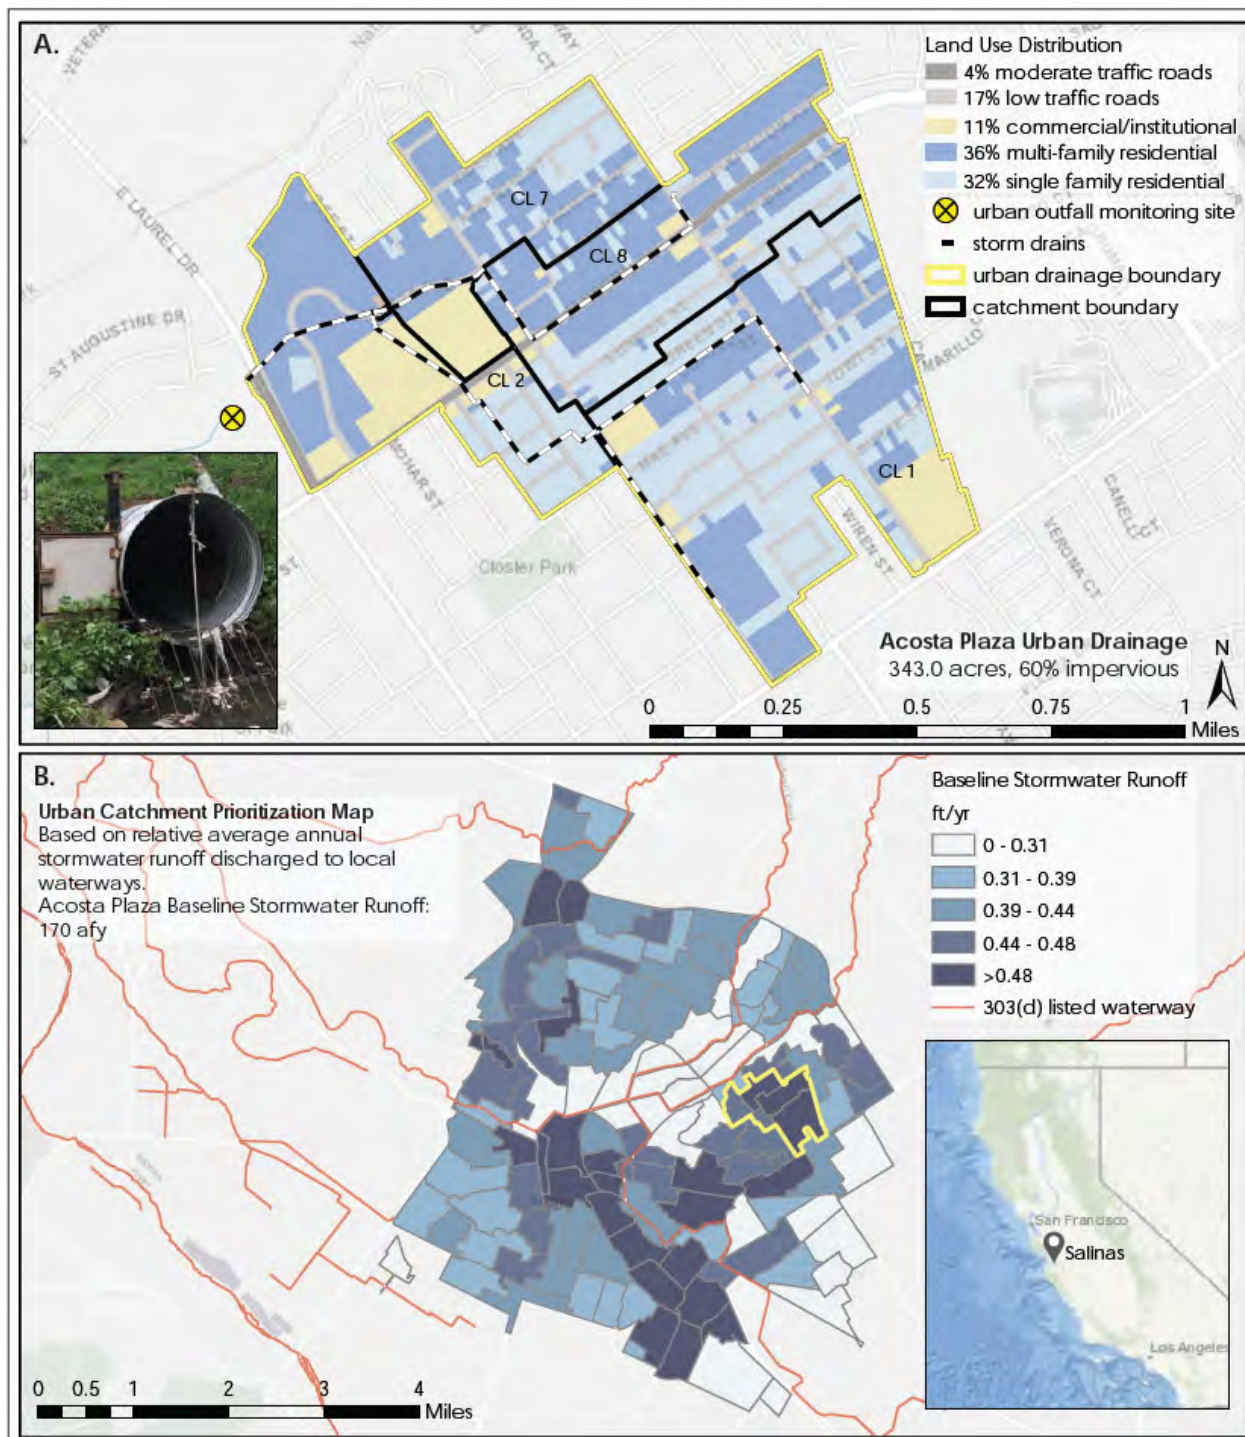 A.
Land Use Distribution
4% moderate traffic roads
17% low traffic roads
11% commercial/institutional
36% multi-family residential
32% single family residential
urban outfall monitoring site
storm drains
urban drainage boundary
catchment boundary
E LAUREL DR
ST AUGUSTINE DR
CL 7
CL 8
CL 2
CL 1
MARILLO
MOHAR ST
Closter Park
WIREN ST
CANELL
VERONA CT
Acosta Plaza Urban Drainage
343.0 acres, 60% impervious
N
0 0.25 0.5 0.75 1
Miles
B.
Urban Catchment Prioritization Map
Based on relative average annual
stormwater runoff discharged to local
waterways.
Acosta Plaza Baseline Stormwater Runoff:
170 afy
Baseline Stormwater Runoff
ft/yr
0 - 0.31
0.31 - 0.39
0.39 - 0.44
0.44 - 0.48
>0.48
303(d) listed waterway
San Francisco
Salinas
Los Angeles
0 0.5 1 2 3 4
Miles